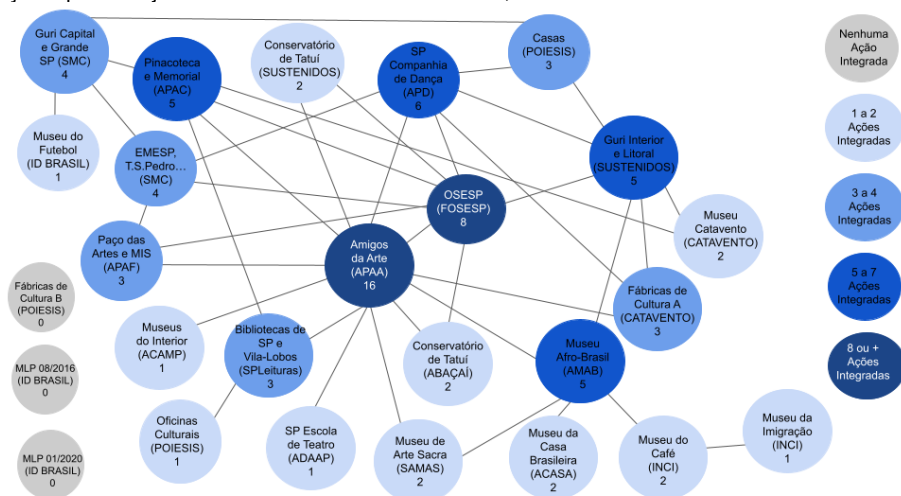 Guri Capital
e Grande
SP (SMC)
4
Pinacoteca
e Memorial
(APAC)
5
Conservatório
de Tatuí
(SUSTENIDOS)
2
SP
Companhia
de Dança
(APD)
6
Casas
(POIESIS)
3
Nenhuma
Ação
Integrada
Museu do
Futebol
(ID BRASIL)
1
EMESP,
T.S.Pedro...
(SMC)
4
Guri Interior
e Litoral
(SUSTENIDOS)
5
1 a 2
Ações
Integradas
OSESP
(FOSESP)
8
Museu
Catavento
(CATAVENTO)
2
3 a 4
Ações
Integradas
Paço das
Artes e MIS
(APAF)
3
Amigos
da Arte
(APAA)
16
Fábricas de
Cultura B
(POIESIS)
0
Fábricas de
Cultura A
(CATAVENTO)
3
5 a 7
Ações
Integradas
Museus
do Interior
(ACAMP)
1
Bibliotecas de
SP e
Vila-Lobos
(SPLeituras)
3
Conservatório
de Tatuí
(ABAÇAÍ)
2
Museu
Afro-Brasil
(AMAB)
5
8 ou +
Ações
Integradas
MLP 08/2016
(ID BRASIL)
0
Oficinas
Culturais
(POIESIS)
1
SP Escola
de Teatro
(ADAAP)
1
Museu de
Arte Sacra
(SAMAS)
2
Museu da
Casa
Brasileira
(ACASA)
2
Museu do
Café
(INCI)
2
Museu da
Imigração
(INCI)
1
MLP 01/2020
(ID BRASIL)
0